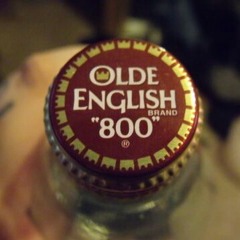 OLDE
ENGLISH
BRAND
"800"
®